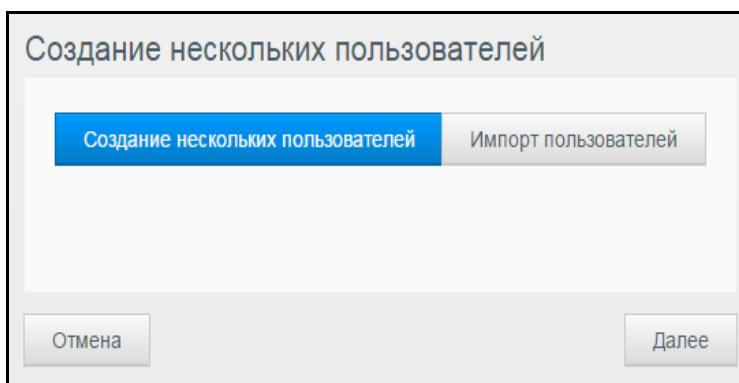 Создание нескольких пользователей
Создание нескольких пользователей Импорт пользователей
Отмена Далее